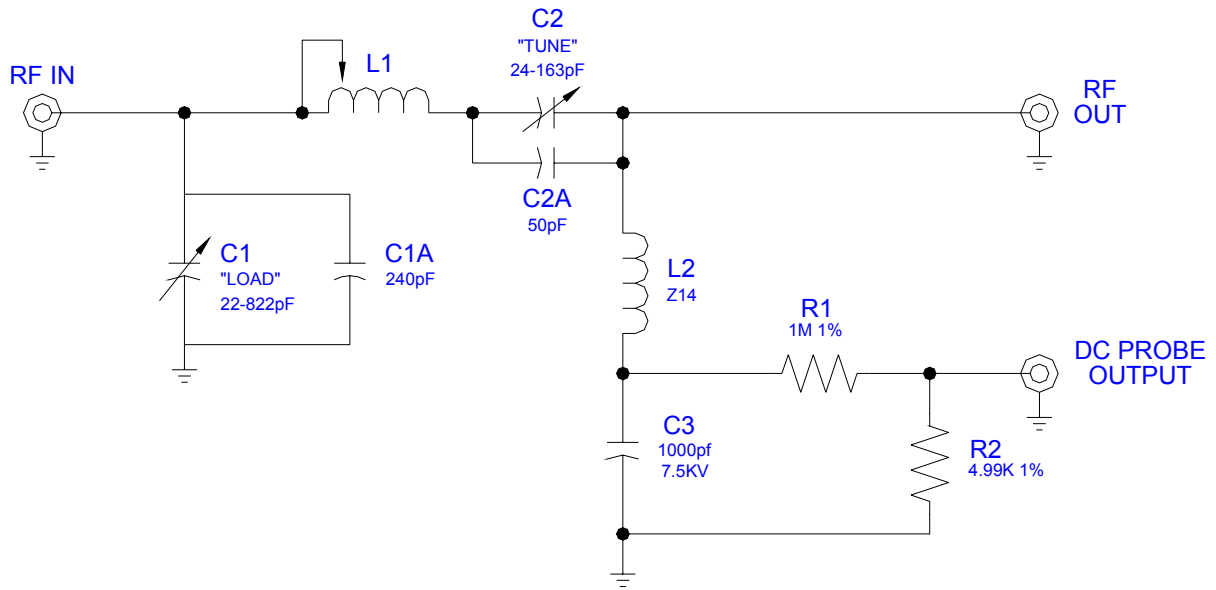 RF IN
L1
C2
"TUNE"
24-163pF
RF
OUT
C2A
50pF
C1
"LOAD"
22-822pF
C1A
240pF
L2
Z14
R1
1M 1%
DC PROBE
OUTPUT
C3
1000pf
7.5KV
R2
4.99K 1%